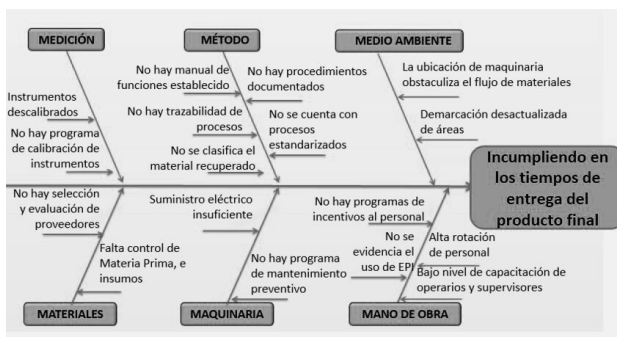 MEDICIÓN
MÉTODO
MEDIO AMBIENTE
Instrumentos
descalibrados
No hay programa
de calibración de
instrumentos
No hay manual de
funciones establecido
No hay trazabilidad de
procesos
No se clasifica el
material recuperado
No hay procedimientos
documentados
No se cuenta con
procesos
estandarizados
La ubicación de maquinaria
obstaculiza el flujo de materiales
Demarcación desactualizada
de áreas
Incumpliendo en
los tiempos de
entrega del
producto final
No hay selección
y evaluación de
proveedores
Falta control de
Materia Prima, e
insumos
Suministro eléctrico
insuficiente
No hay programa
de mantenimiento
preventivo
No hay programas de
incentivos al personal
No se
evidencia el
uso de EPI
Alta rotación
de personal
Bajo nivel de capacitación de
operarios y supervisores
MATERIALES
MAQUINARIA
MANO DE OBRA